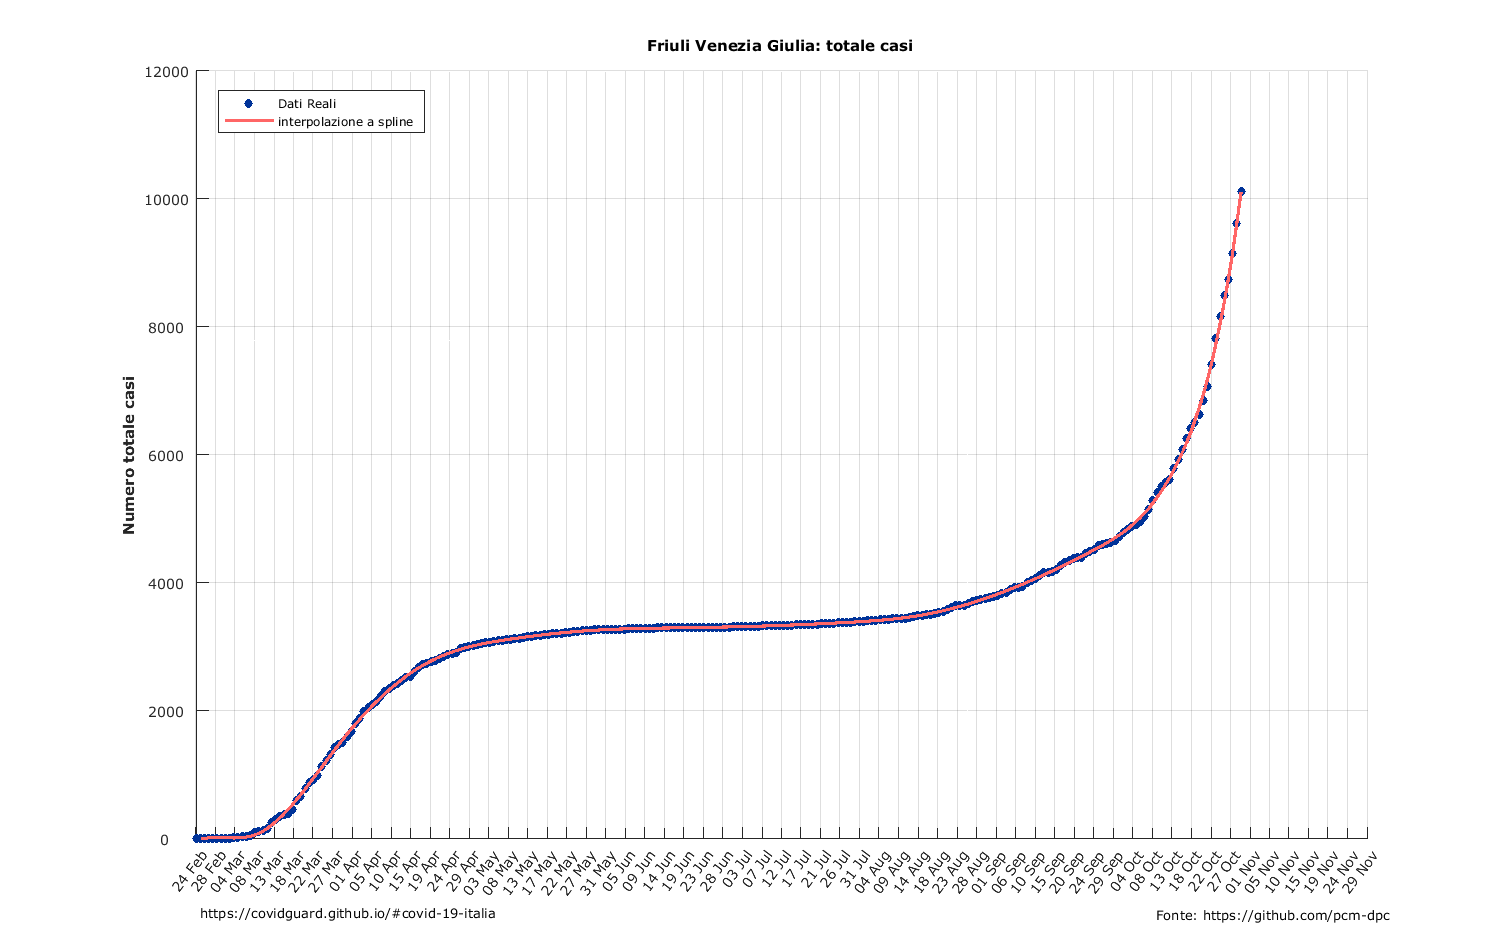 Friuli Venezia Giulia: totale casi
Dati Reali
interpolazione a spline
Numero totale casi
12000
10000
8000
6000
4000
2000
0
24 Feb
28 Feb
04 Mar
08 Mar
13 Mar
18 Mar
22 Mar
27 Mar
01 Apr
05 Apr
10 Apr
15 Apr
19 Apr
24 Apr
29 Apr
03 May
08 May
13 May
17 May
22 May
27 May
31 May
05 Jun
09 Jun
14 Jun
19 Jun
23 Jun
28 Jun
03 Jul
07 Jul
12 Jul
17 Jul
21 Jul
26 Jul
31 Jul
04 Aug
09 Aug
14 Aug
18 Aug
23 Aug
28 Aug
01 Sep
06 Sep
10 Sep
15 Sep
20 Sep
24 Sep
29 Sep
04 Oct
08 Oct
13 Oct
18 Oct
22 Oct
27 Oct
01 Nov
05 Nov
10 Nov
15 Nov
19 Nov
24 Nov
29 Nov
https://covidguard.github.io/#covid-19-italia
Fonte: https://github.com/pcm-dpc